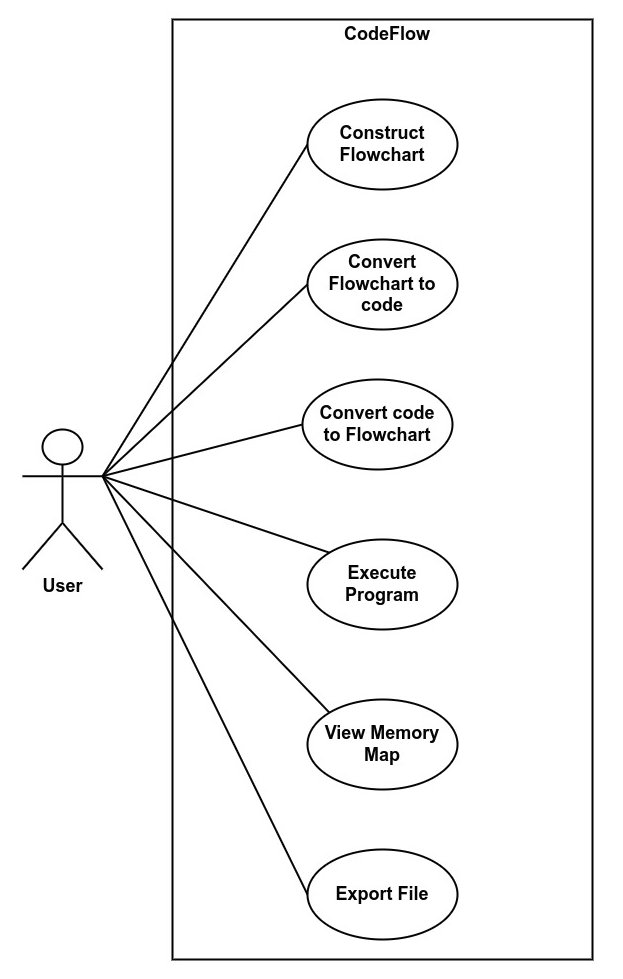 CodeFlow
Construct
Flowchart
Convert
Flowchart to
code
Convert code
to Flowchart
Execute
Program
View Memory
Map
Export File
User